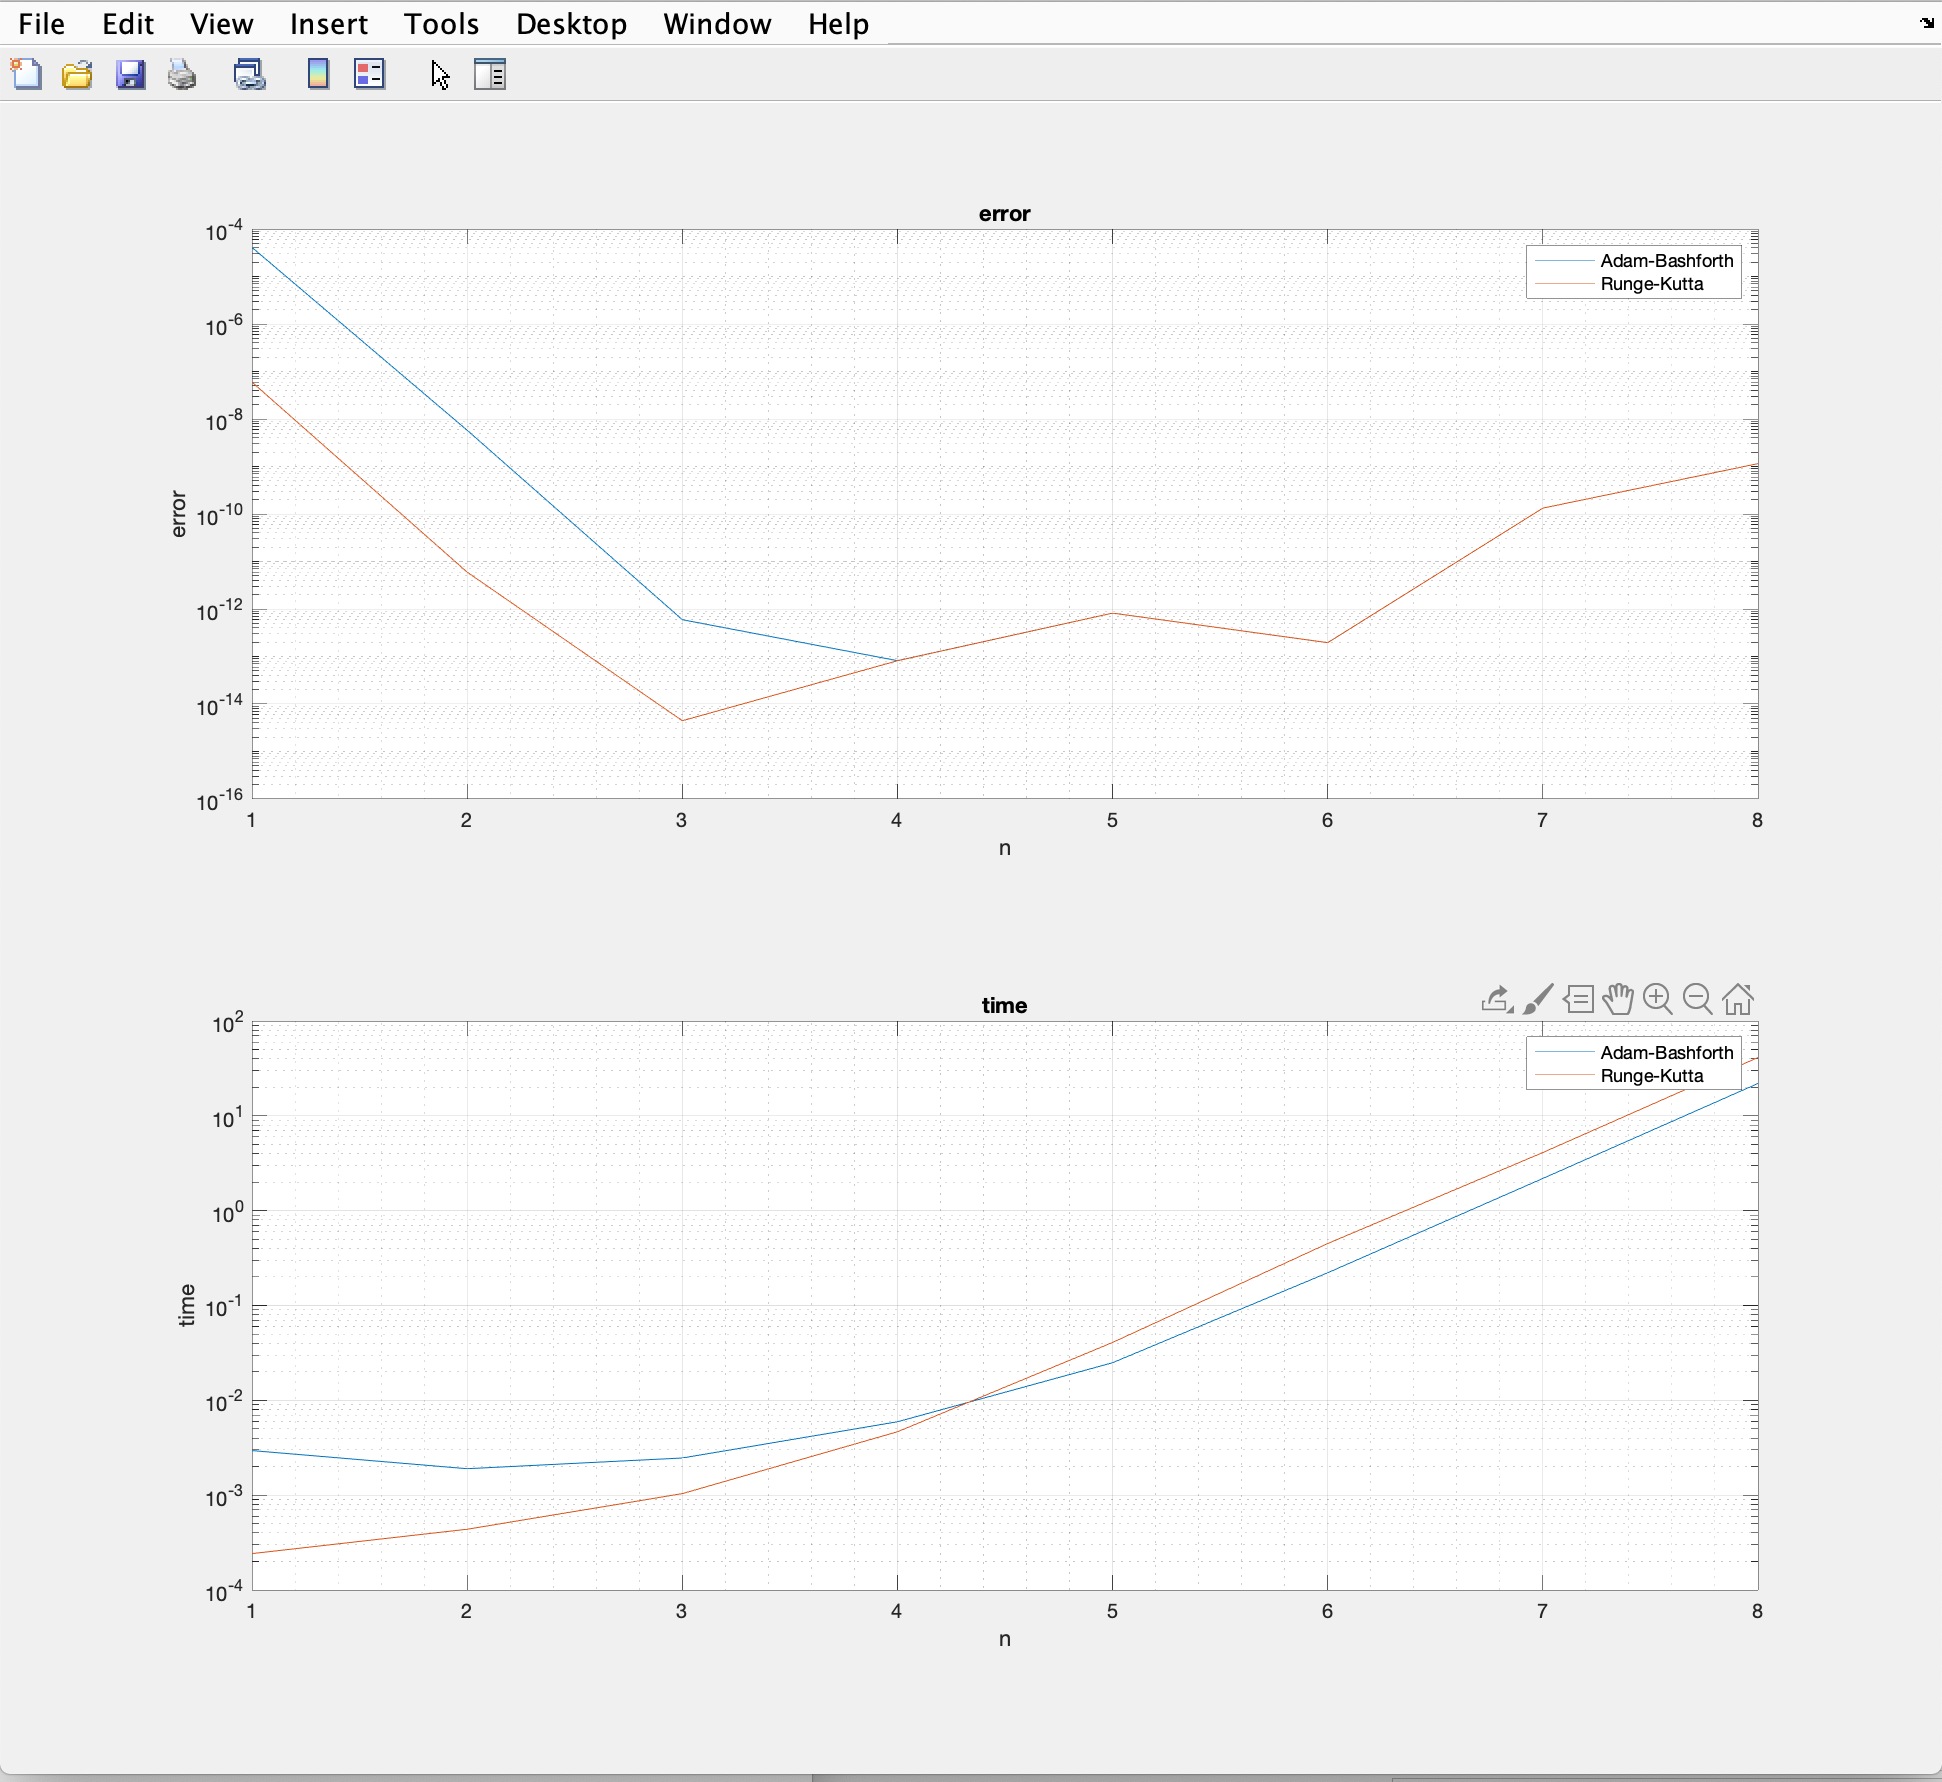 File Edit View Insert Tools Desktop Window Help
error
10^-4
10^-6
10^-8
10^-10
10^-12
10^-14
10^-16
error
Adam-Bashforth
Runge-Kutta
1 2 3 4 5 6 7 8
n
time
10^2
10^1
10^0
10^-1
10^-2
10^-3
10^-4
time
Adam-Bashforth
Runge-Kutta
1 2 3 4 5 6 7 8
n